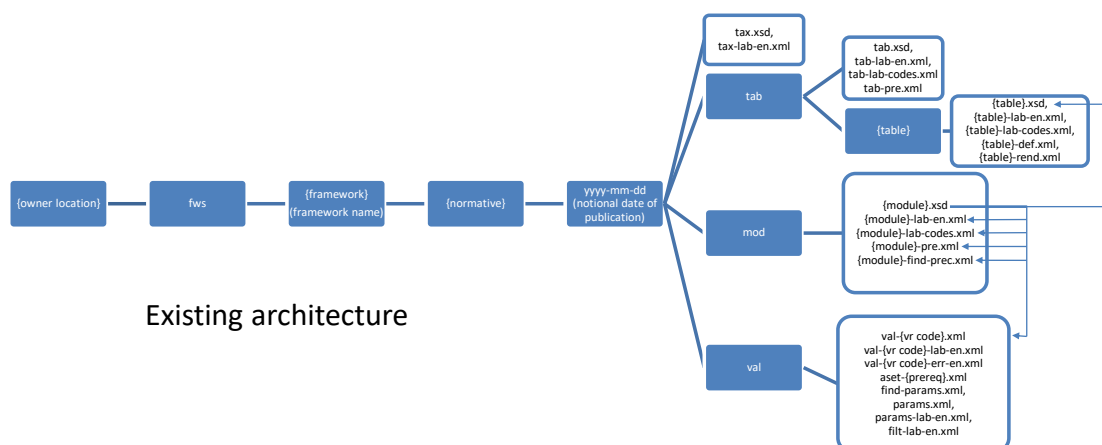 tax.xsd,
tax-lab-en.xml
tab.xsd,
tab-lab-en.xml,
tab-lab-codes.xml
tab-pre.xml
tab
{table}
{table}.xsd,
{table}-lab-en.xml,
{table}-lab-codes.xml,
{table}-def.xml,
{table}-rend.xml
{owner location}
fws
{framework}
(framework name)
{normative}
yyyy-mm-dd
(notional date of
publication)
mod
{module}.xsd
{module}-lab-en.xml
{module}-lab-codes.xml
{module}-pre.xml
{module}-find-prec.xml
Existing architecture
val
val-{vr code}.xml
val-{vr code}-lab-en.xml
val-{vr code}-err-en.xml
aset-{prereq}.xml
find-params.xml,
params.xml,
params-lab-en.xml,
filt-lab-en.xml